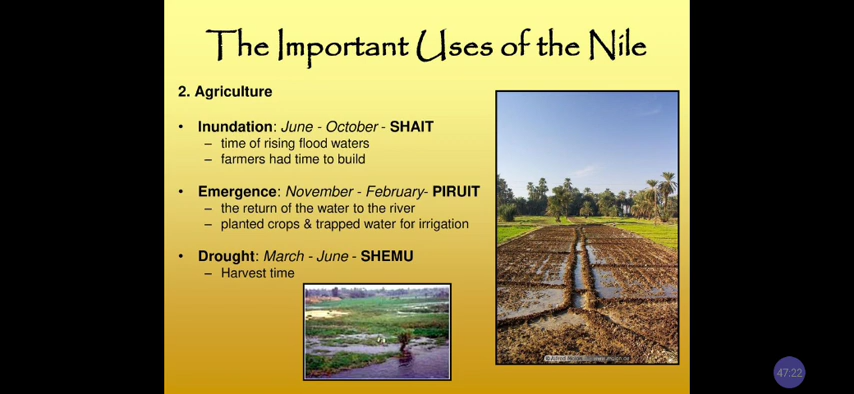 The Important Uses of the Nile
2. Agriculture
• Inundation: June - October - SHAIT
– time of rising flood waters
– farmers had time to build
• Emergence: November - February- PIRUIT
– the return of the water to the river
– planted crops & trapped water for irrigation
• Drought: March - June - SHEMU
– Harvest time
47:22